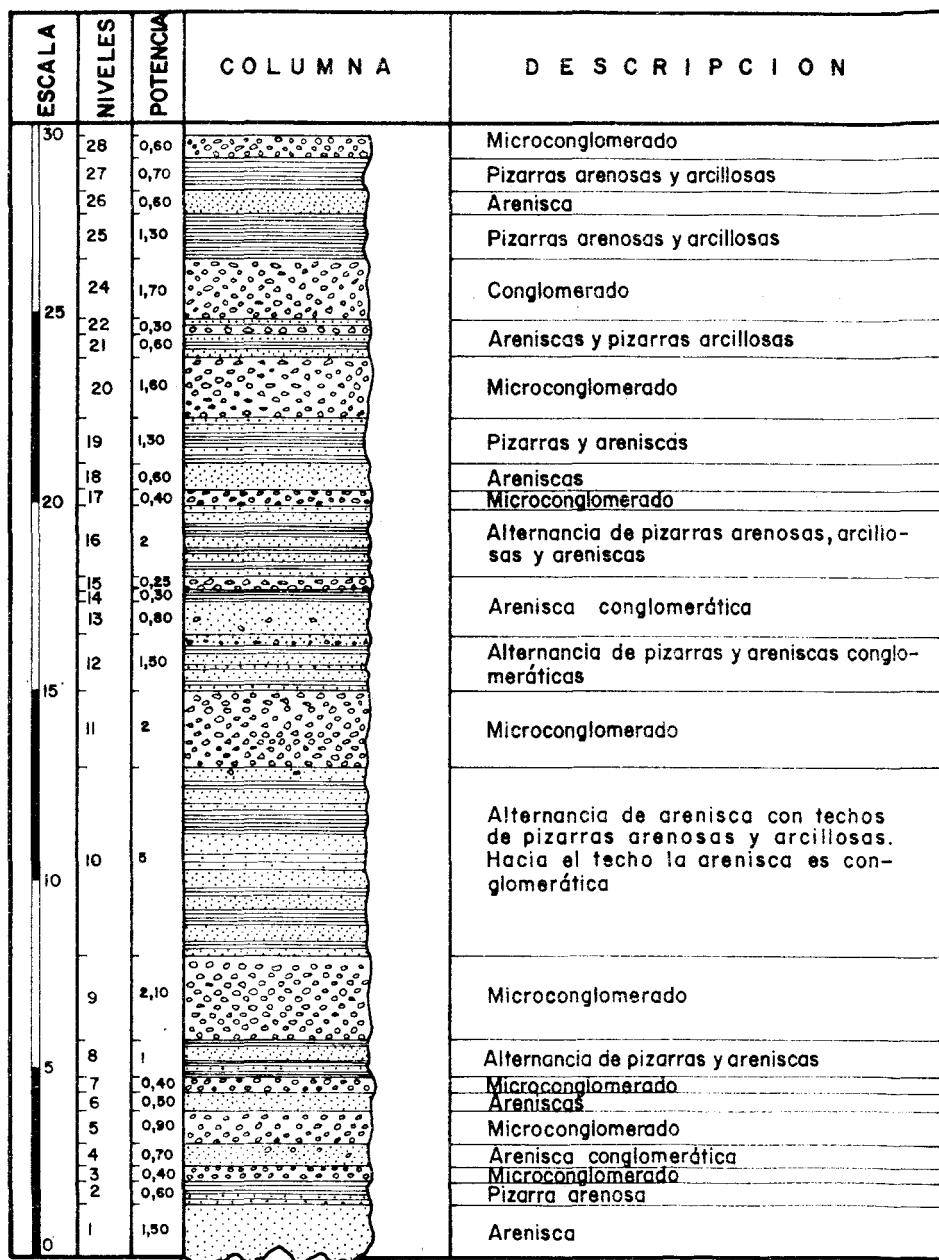 ESCALA NIVELES POTENCIA COLUMNA DESCRIPCION
30
28 0,60 Microconglomerado
27 0,70 Pizarras arenosas y arcillosas
26 0,60 Arenisca
25 1,30 Pizarras arenosas y arcillosas
24 1,70 Conglomerado
25
22 0,30
21 0,60 Areniscas y pizarras arcillosas
20 1,60 Microconglomerado
19 1,30 Pizarras y areniscas
18 0,60 Areniscas
20
17 0,40 Microconglomerado
16 2 Alternancia de pizarras arenosas, arcillo-
sas y areniscas
15 0,25
14 0,30
13 0,80 Arenisca conglomerática
12 1,50 Alternancia de pizarras y areniscas conglo-
meráticas
15
11 2 Microconglomerado
10 5 Alternancia de arenisca con techos
de pizarras arenosas y arcillosas.
Hacia el techo la arenisca es con-
glomerática
10
9 2,10 Microconglomerado
8 1 Alternancia de pizarras y areniscas
5
7 0,40 Microconglomerado
6 0,50 Areniscas
5 0,90 Microconglomerado
4 0,70 Arenisca conglomerática
3 0,40 Microconglomerado
2 0,60 Pizarra arenosa
1 1,50 Arenisca
0